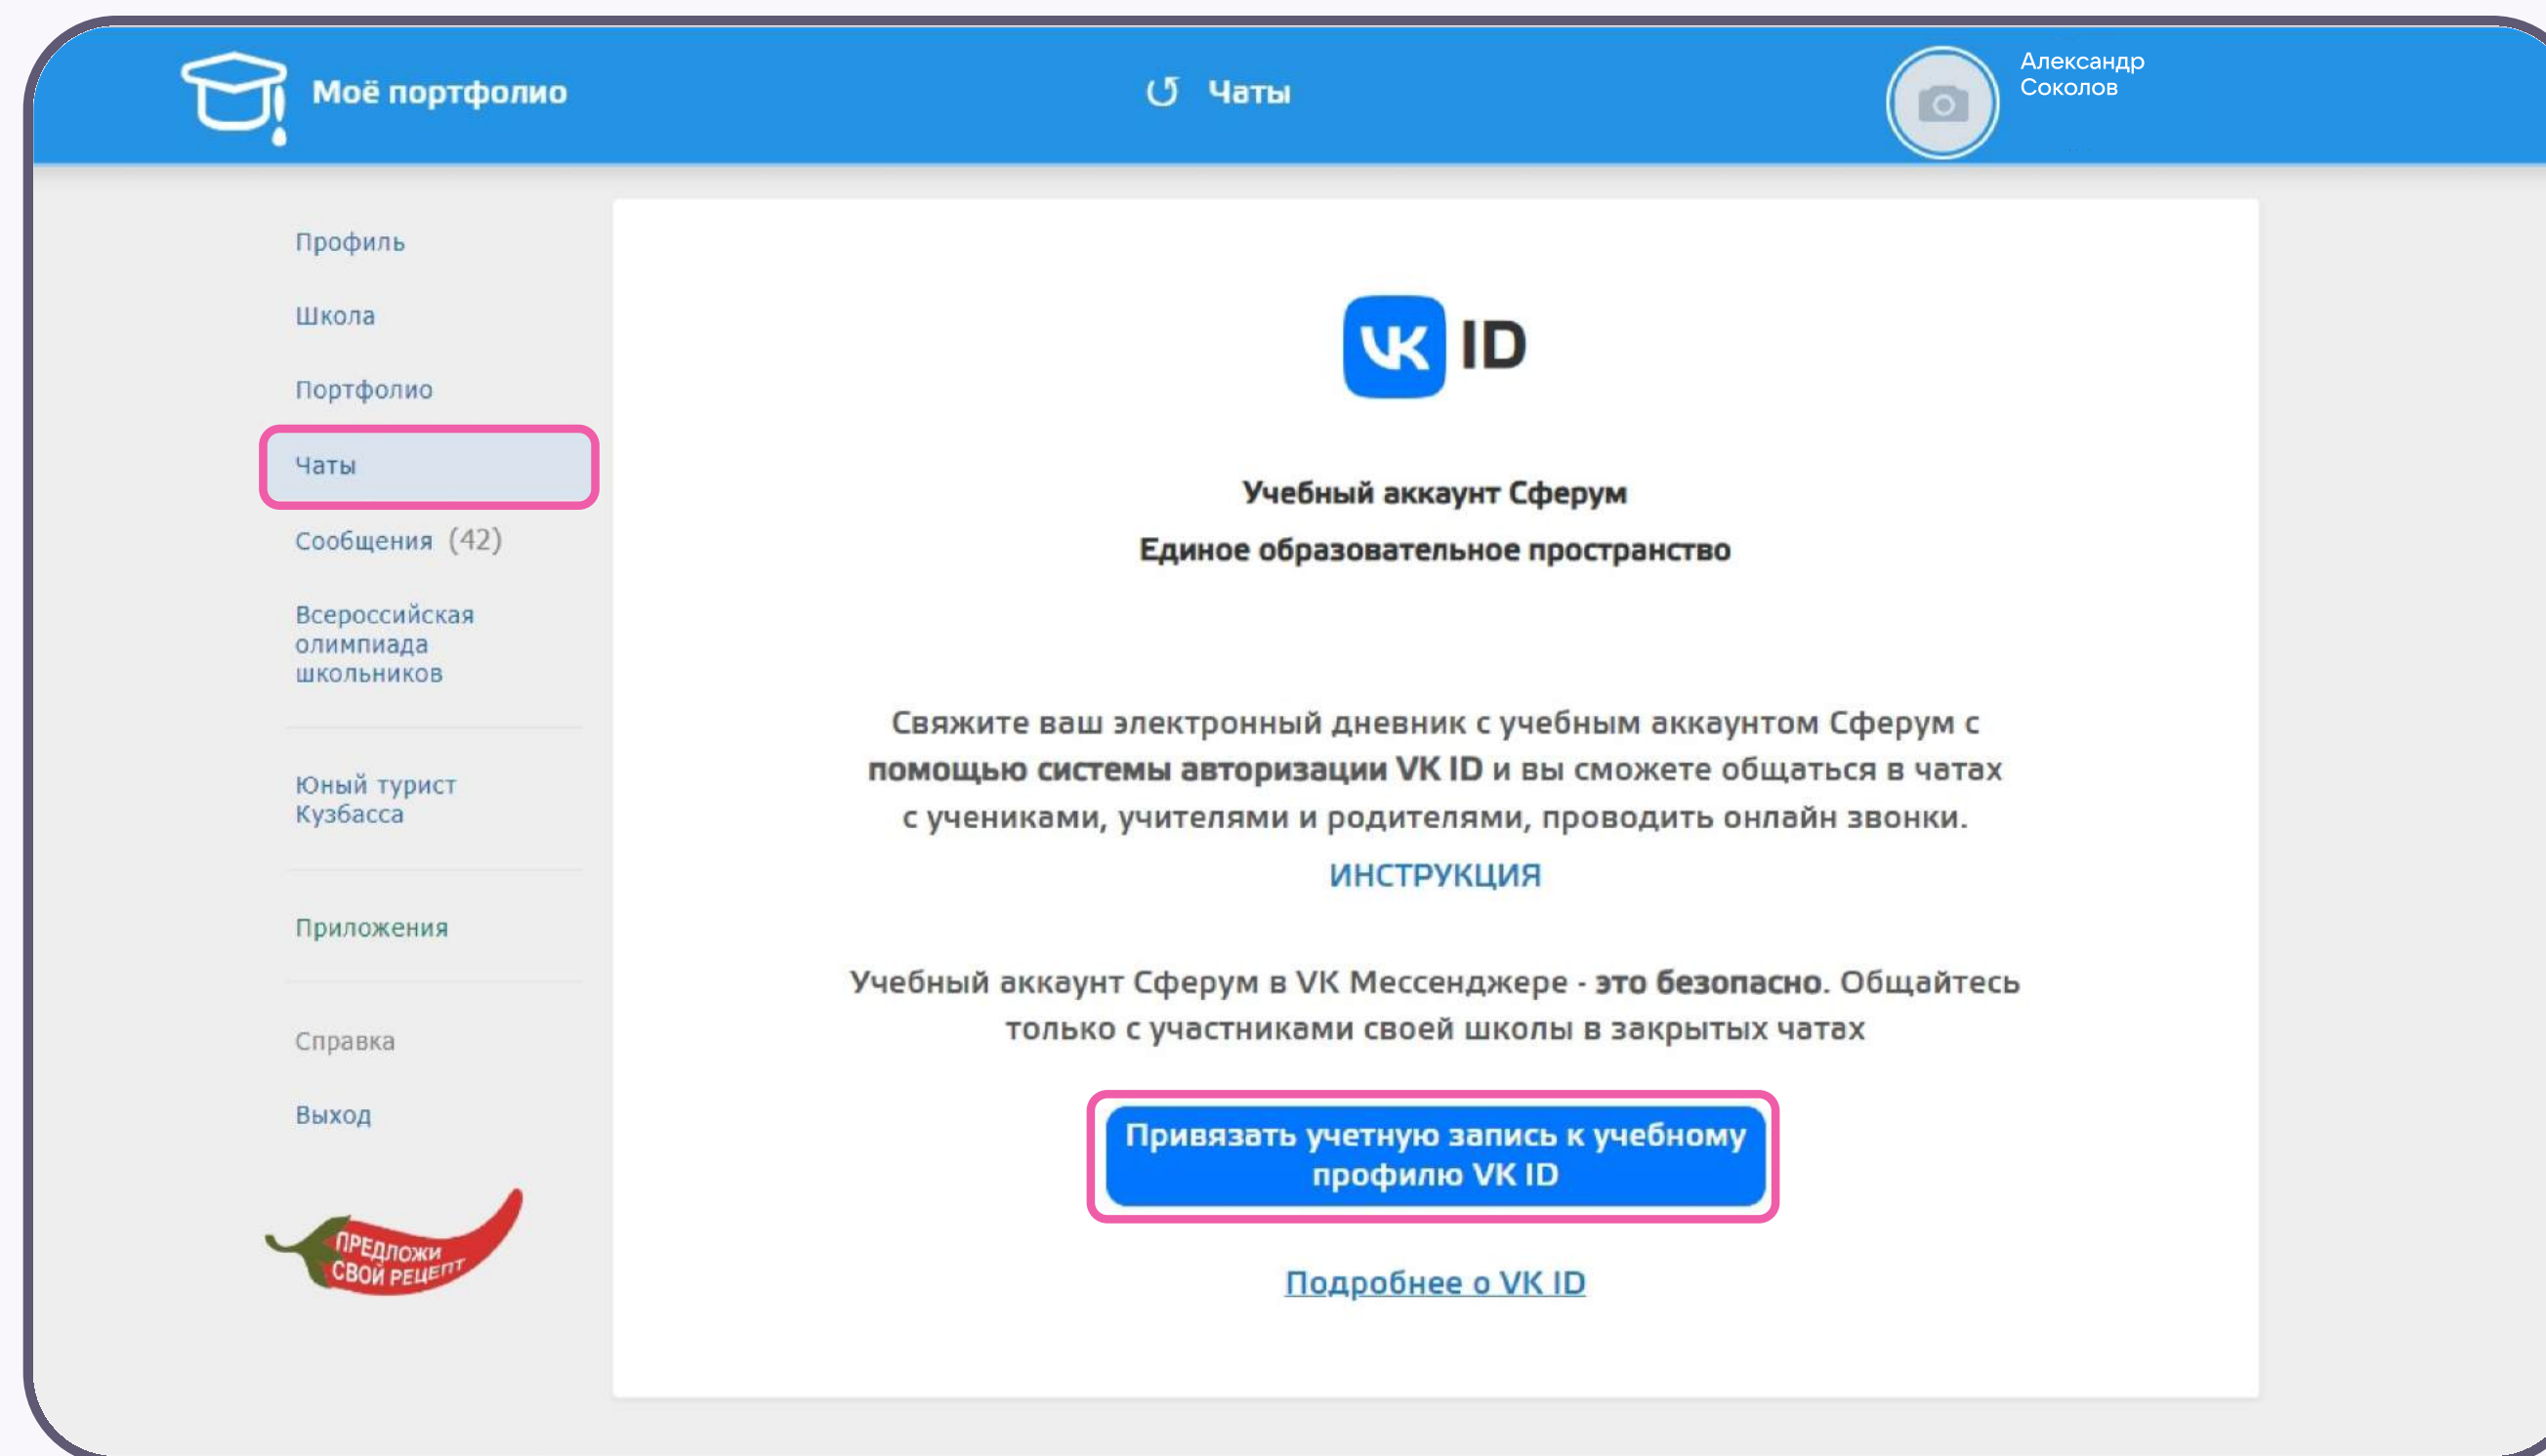 Моё портфолио
Чаты
Александр
Соколов
Профиль
Школа
Портфолио
Чаты
Сообщения (42)
Всероссийская
олимпиада
школьников
Юный турист
Кузбасса
Приложения
Справка
Выход
ПРЕДЛОЖИ
СВОЙ РЕЦЕПТ
VK ID
Учебный аккаунт Сферум
Единое образовательное пространство
Свяжите ваш электронный дневник с учебным аккаунтом Сферум с
помощью системы авторизации VK ID и вы сможете общаться в чатах
с учениками, учителями и родителями, проводить онлайн звонки.
ИНСТРУКЦИЯ
Учебный аккаунт Сферум в VK Мессенджере - это безопасно. Общайтесь
только с участниками своей школы в закрытых чатах
Привязать учетную запись к учебному
профилю VK ID
Подробнее о VK ID